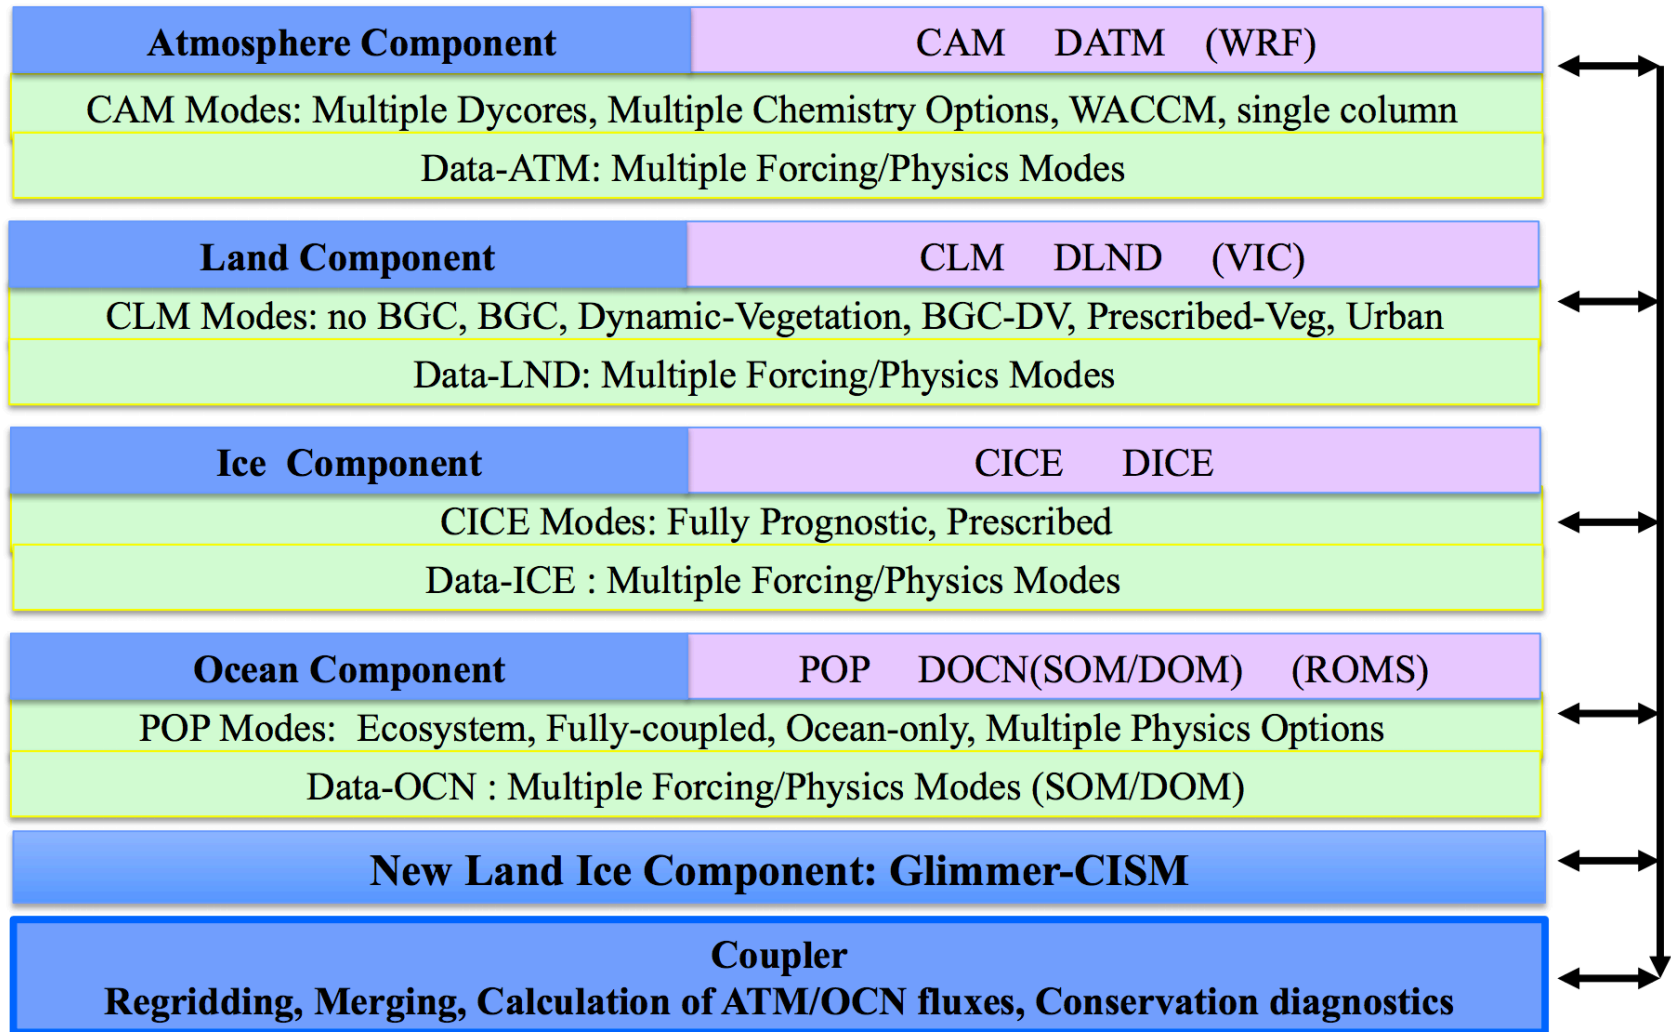 Atmosphere Component CAM DATM (WRF)
CAM Modes: Multiple Dycores, Multiple Chemistry Options, WACCM, single column
Data-ATM: Multiple Forcing/Physics Modes
Land Component CLM DLND (VIC)
CLM Modes: no BGC, BGC, Dynamic-Vegetation, BGC-DV, Prescribed-Veg, Urban
Data-LND: Multiple Forcing/Physics Modes
Ice Component CICE DICE
CICE Modes: Fully Prognostic, Prescribed
Data-ICE : Multiple Forcing/Physics Modes
Ocean Component POP DOCN(SOM/DOM) (ROMS)
POP Modes: Ecosystem, Fully-coupled, Ocean-only, Multiple Physics Options
Data-OCN : Multiple Forcing/Physics Modes (SOM/DOM)
New Land Ice Component: Glimmer-CISM
Coupler
Regridding, Merging, Calculation of ATM/OCN fluxes, Conservation diagnostics